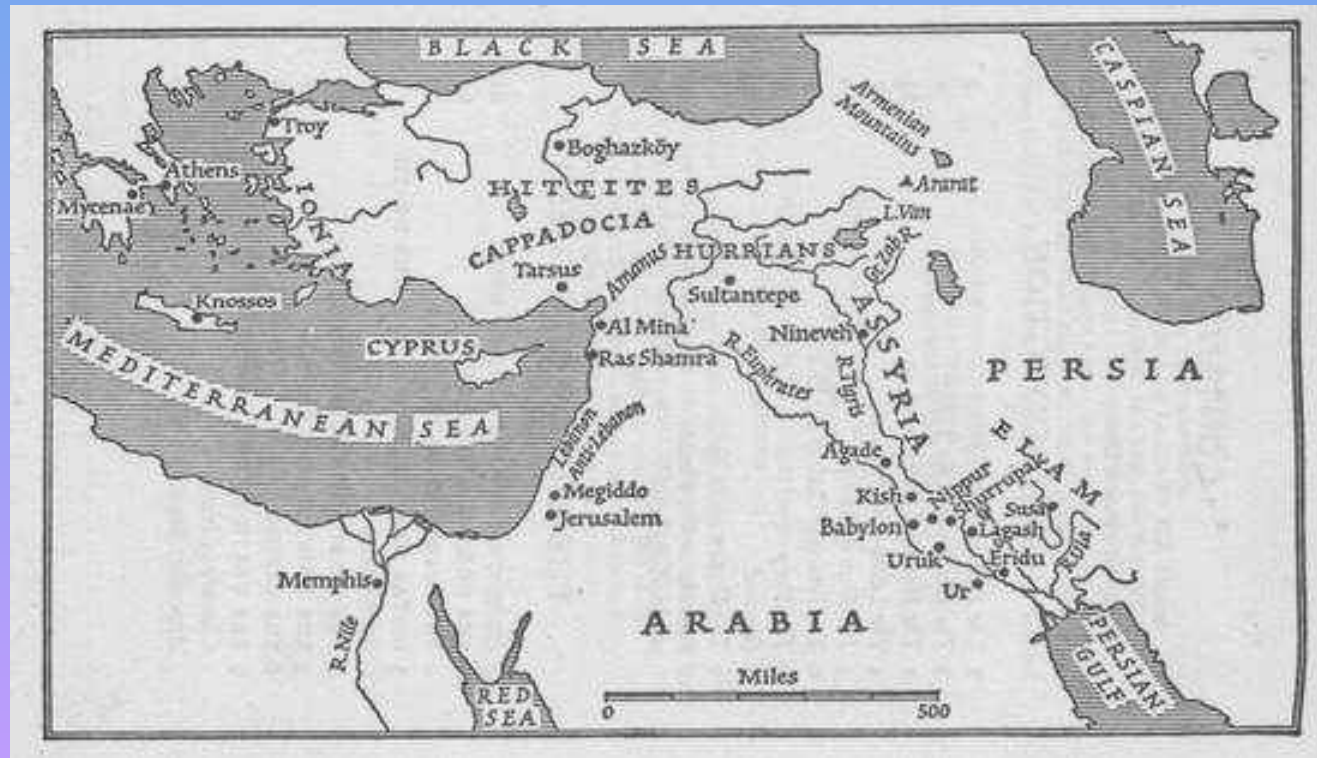 BLACK SEA
CASPIAN SEA
Armenian
Mountains
Troy
Boghazköy
Athens
Ararat
Mycenae
IONIA
HITTITES
L.Van
CAPPADOCIA
HURRIANS
Gt Zab R.
Tarsus
Amanus
Sultantepe
Knossos
ASSYRIA
Al Mina
Nineveh
CYPRUS
Ras Shamra
R. Euphrates
R. Tigris
PERSIA
MEDITERRANEAN SEA
Lebanon
Anti-Lebanon
ELAM
Agade
Megiddo
Kish
Nippur
Shurrupak
Susa
Jerusalem
Babylon
Lagash
Uruk
Eridu
R.Ula
Memphis
Ur
ARABIA
R.Nile
PERSIAN
GULF
Miles
RED
SEA
0 500